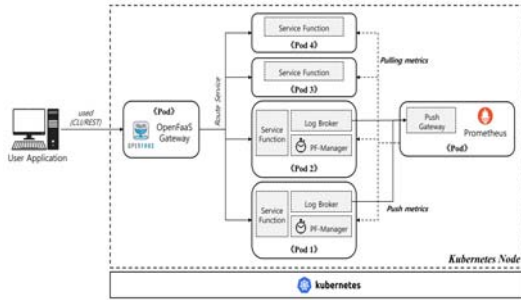 User Application
used
(CLI/REST)
(Pod)
OpenFaaS
Gateway
OPENFAAS
Route Service
Service Function
(Pod 4)
Service Function
(Pod 3)
Service
Function
Log Broker
PF-Manager
(Pod 2)
Service
Function
Log Broker
PF-Manager
(Pod 1)
Pulling metrics
Push
Gateway
Prometheus
(Pod)
Push metrics
Kubernetes Node
kubernetes